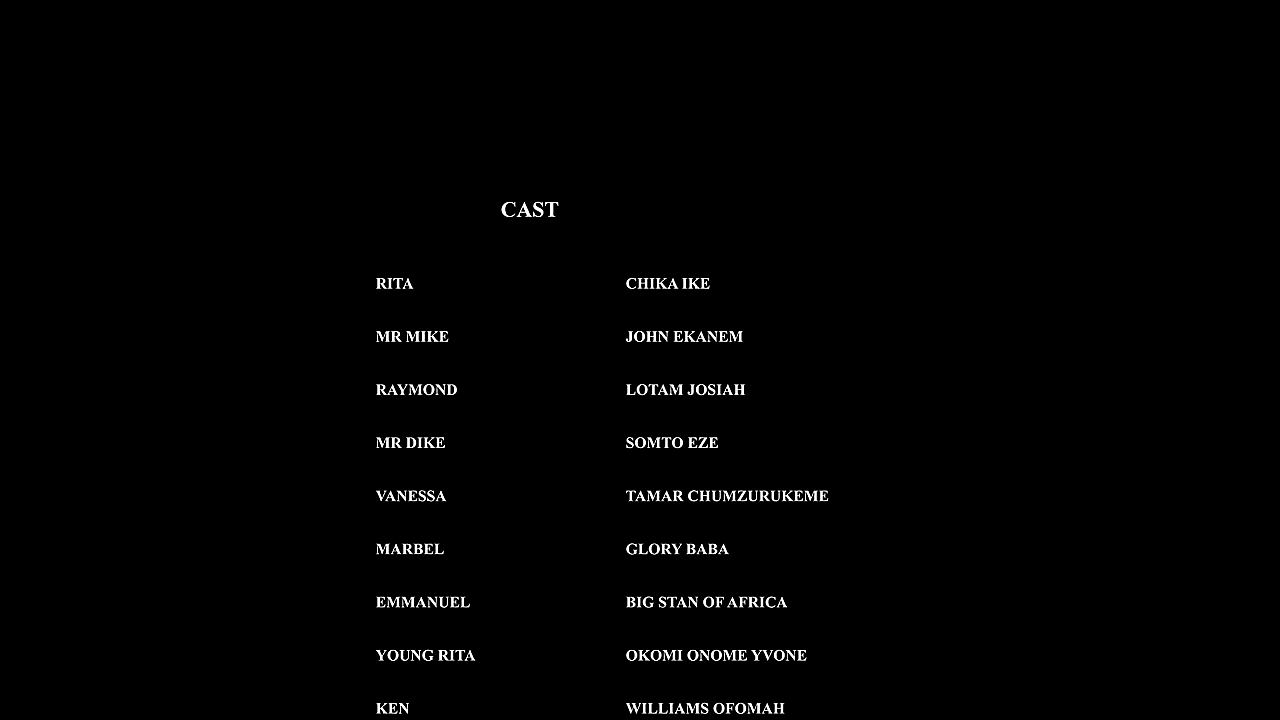 CAST
RITA CHIKA IKE
MR MIKE JOHN EKANEM
RAYMOND LOTAM JOSIAH
MR DIKE SOMTO EZE
VANESSA TAMAR CHUMZURUKEME
MARBEL GLORY BABA
EMMANUEL BIG STAN OF AFRICA
YOUNG RITA OKOMI ONOME YVONE
KEN WILLIAMS OFOMAH